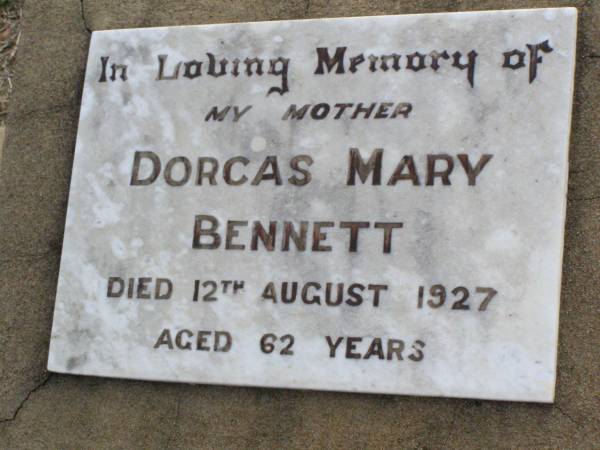 In Loving Memory of
MY MOTHER
DORCAS MARY
BENNETT
DIED 12TH AUGUST 1927
AGED 62 YEARS